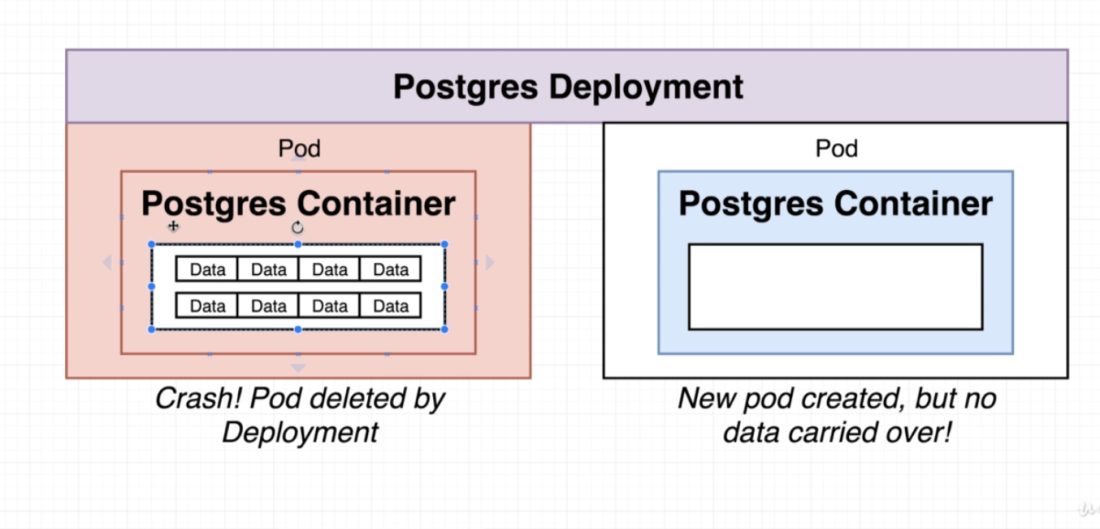 Postgres Deployment
Pod
Postgres Container
Data Data Data Data
Data Data Data Data
Crash! Pod deleted by
Deployment
Pod
Postgres Container
New pod created, but no
data carried over!